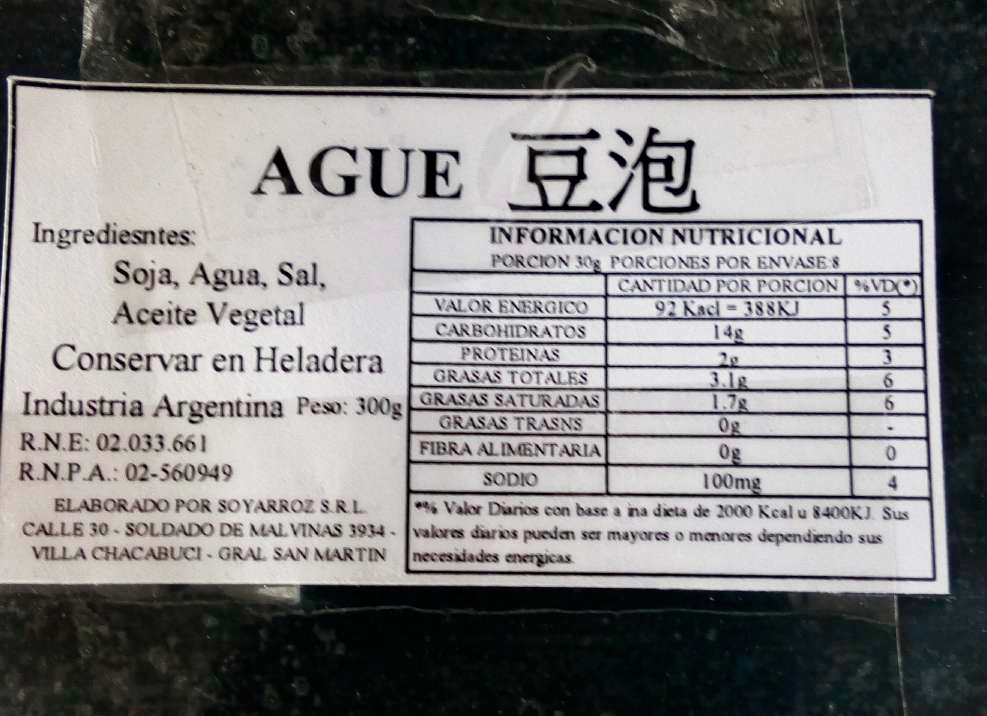 AGUE 豆泡
Ingrediesntes:
Soja, Agua, Sal,
Aceite Vegetal
Conservar en Heladera
Industria Argentina Peso: 300g
R.N.E: 02.033.661
R.N.P.A.: 02-560949
ELABORADO POR SOYARROZ S.R.L.
CALLE 30 - SOLDADO DE MALVINAS 3934 -
VILLA CHACABUCI - GRAL SAN MARTIN
INFORMACION NUTRICIONAL
PORCION 30g PORCIONES POR ENVASE:8
CANTIDAD POR PORCION %VD(*)
VALOR ENERGICO 92 Kacl = 388KJ 5
CARBOHIDRATOS 14g 5
PROTEINAS 2g 3
GRASAS TOTALES 3.1g 6
GRASAS SATURADAS 1.7g 6
GRASAS TRASNS 0g -
FIBRA ALIMENTARIA 0g 0
SODIO 100mg 4
*% Valor Diarios con base a ina dieta de 2000 Kcal u 8400KJ. Sus
valores diarios pueden ser mayores o menores dependiendo sus
necesidades energicas.